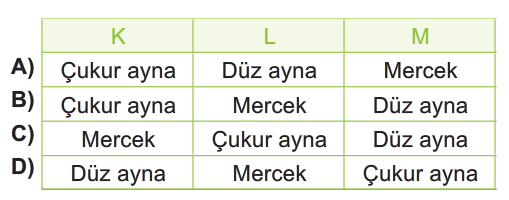 K L M
A) Çukur ayna Düz ayna Mercek
B) Çukur ayna Mercek Düz ayna
C) Mercek Çukur ayna Düz ayna
D) Düz ayna Mercek Çukur ayna